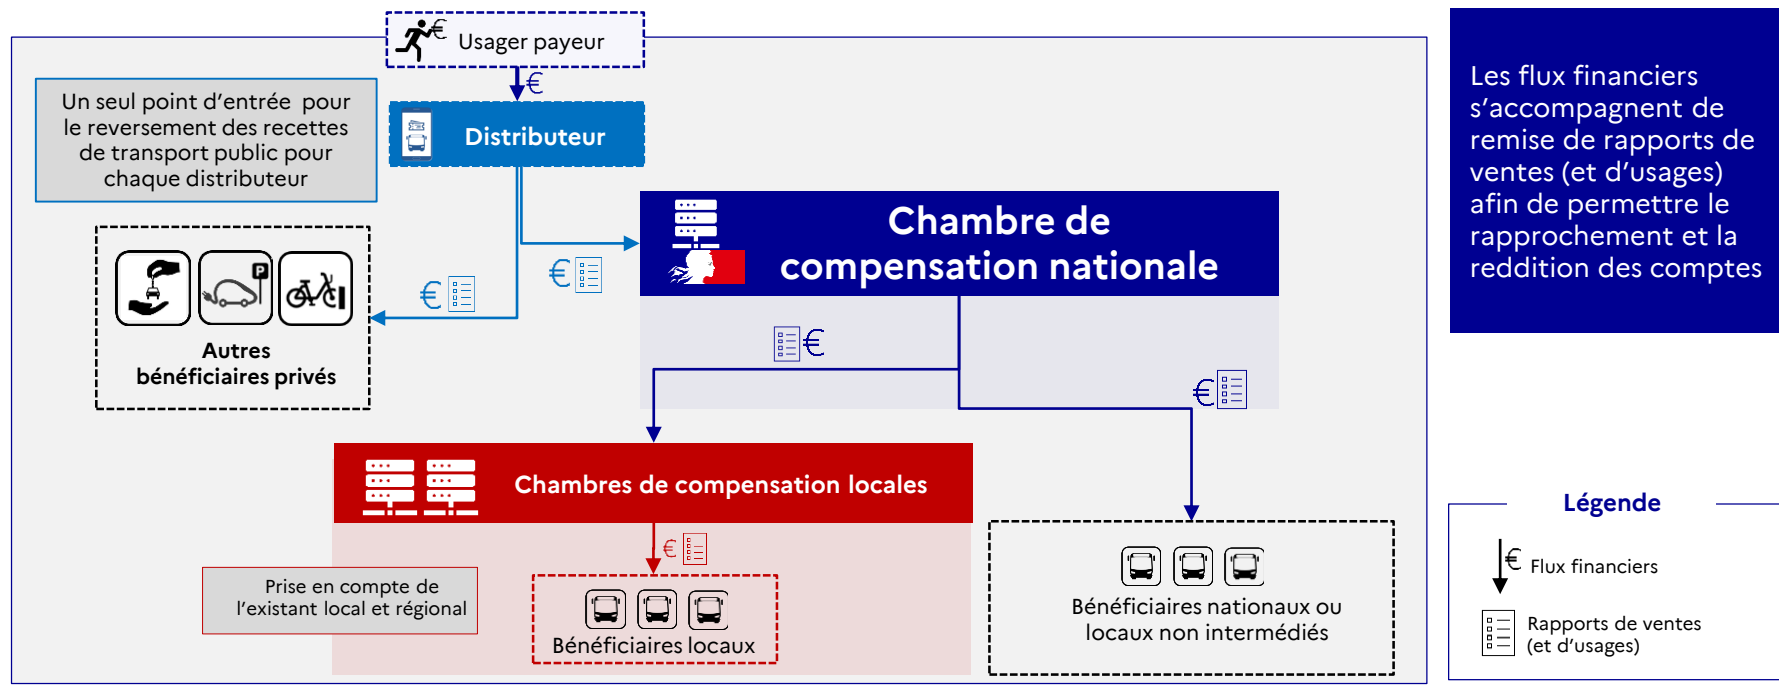 € Usager payeur
€
Un seul point d’entrée pour
le reversement des recettes
de transport public pour
chaque distributeur
Distributeur
Chambre de
compensation nationale
€
€
Autres
bénéficiaires privés
€
€
Chambres de compensation locales
€
Prise en compte de
l’existant local et régional
Bénéficiaires locaux
Bénéficiaires nationaux ou
locaux non intermédiés
Les flux financiers
s’accompagnent de
remise de rapports de
ventes (et d’usages)
afin de permettre le
rapprochement et la
reddition des comptes
Légende
€ Flux financiers
Rapports de ventes
(et d’usages)
P